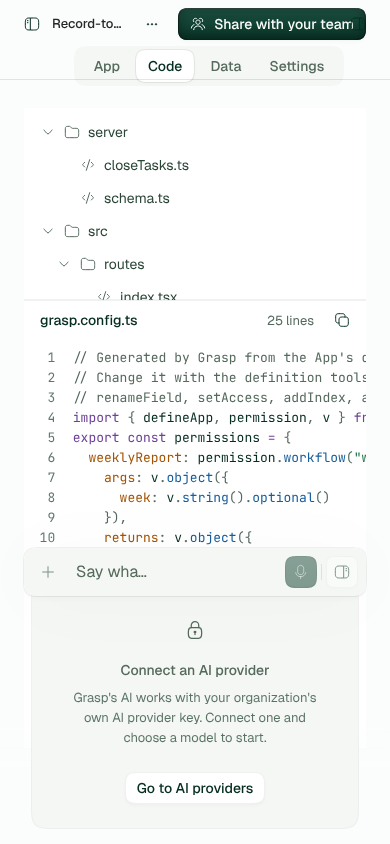 Record-to...
Share with your team
App Code Data Settings
server
closeTasks.ts
schema.ts
src
routes
index.tsx
grasp.config.ts 25 lines
1 // Generated by Grasp from the App's
2 // Change it with the definition tools
3 // renameField, setAccess, addIndex,
4 import { defineApp, permission, v }
5 export const permissions = {
6 weeklyReport: permission.workflow("
7 args: v.object({
8 week: v.string().optional()
9 }),
10 returns: v.object({
Say wha...
Connect an AI provider
Grasp's AI works with your organization's
own AI provider key. Connect one and
choose a model to start.
Go to AI providers